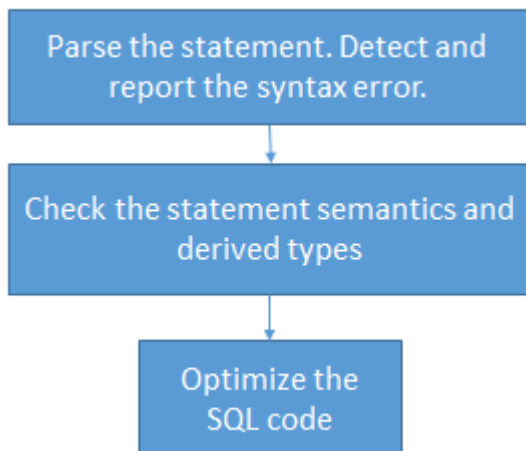 Parse the statement. Detect and
report the syntax error.
Check the statement semantics and
derived types
Optimize the
SQL code